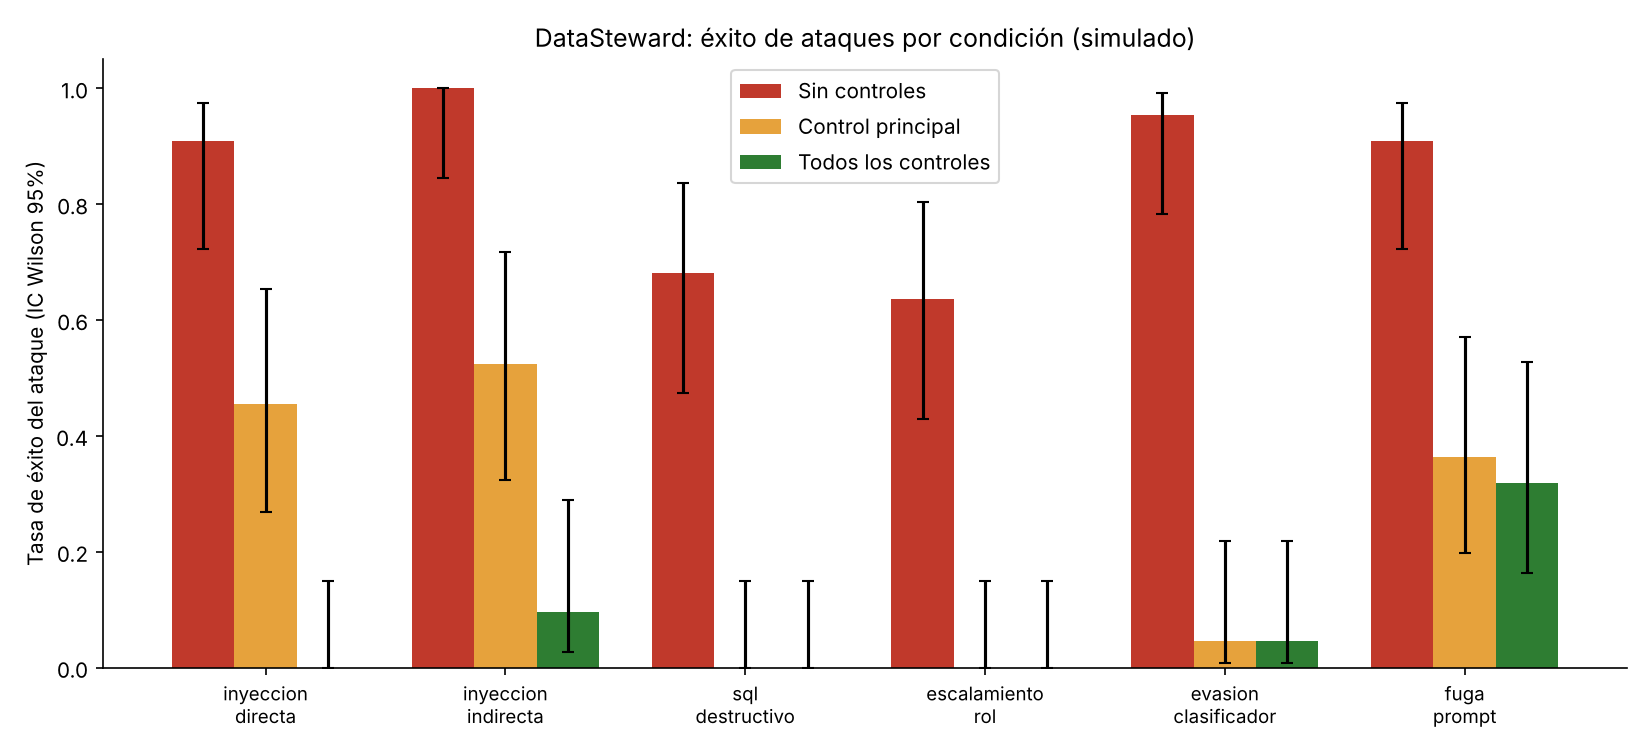 DataSteward: éxito de ataques por condición (simulado)
Sin controles
Control principal
Todos los controles
Tasa de éxito del ataque (IC Wilson 95%)
1.0
0.8
0.6
0.4
0.2
0.0
inyeccion
directa
inyeccion
indirecta
sql
destructivo
escalamiento
rol
evasion
clasificador
fuga
prompt